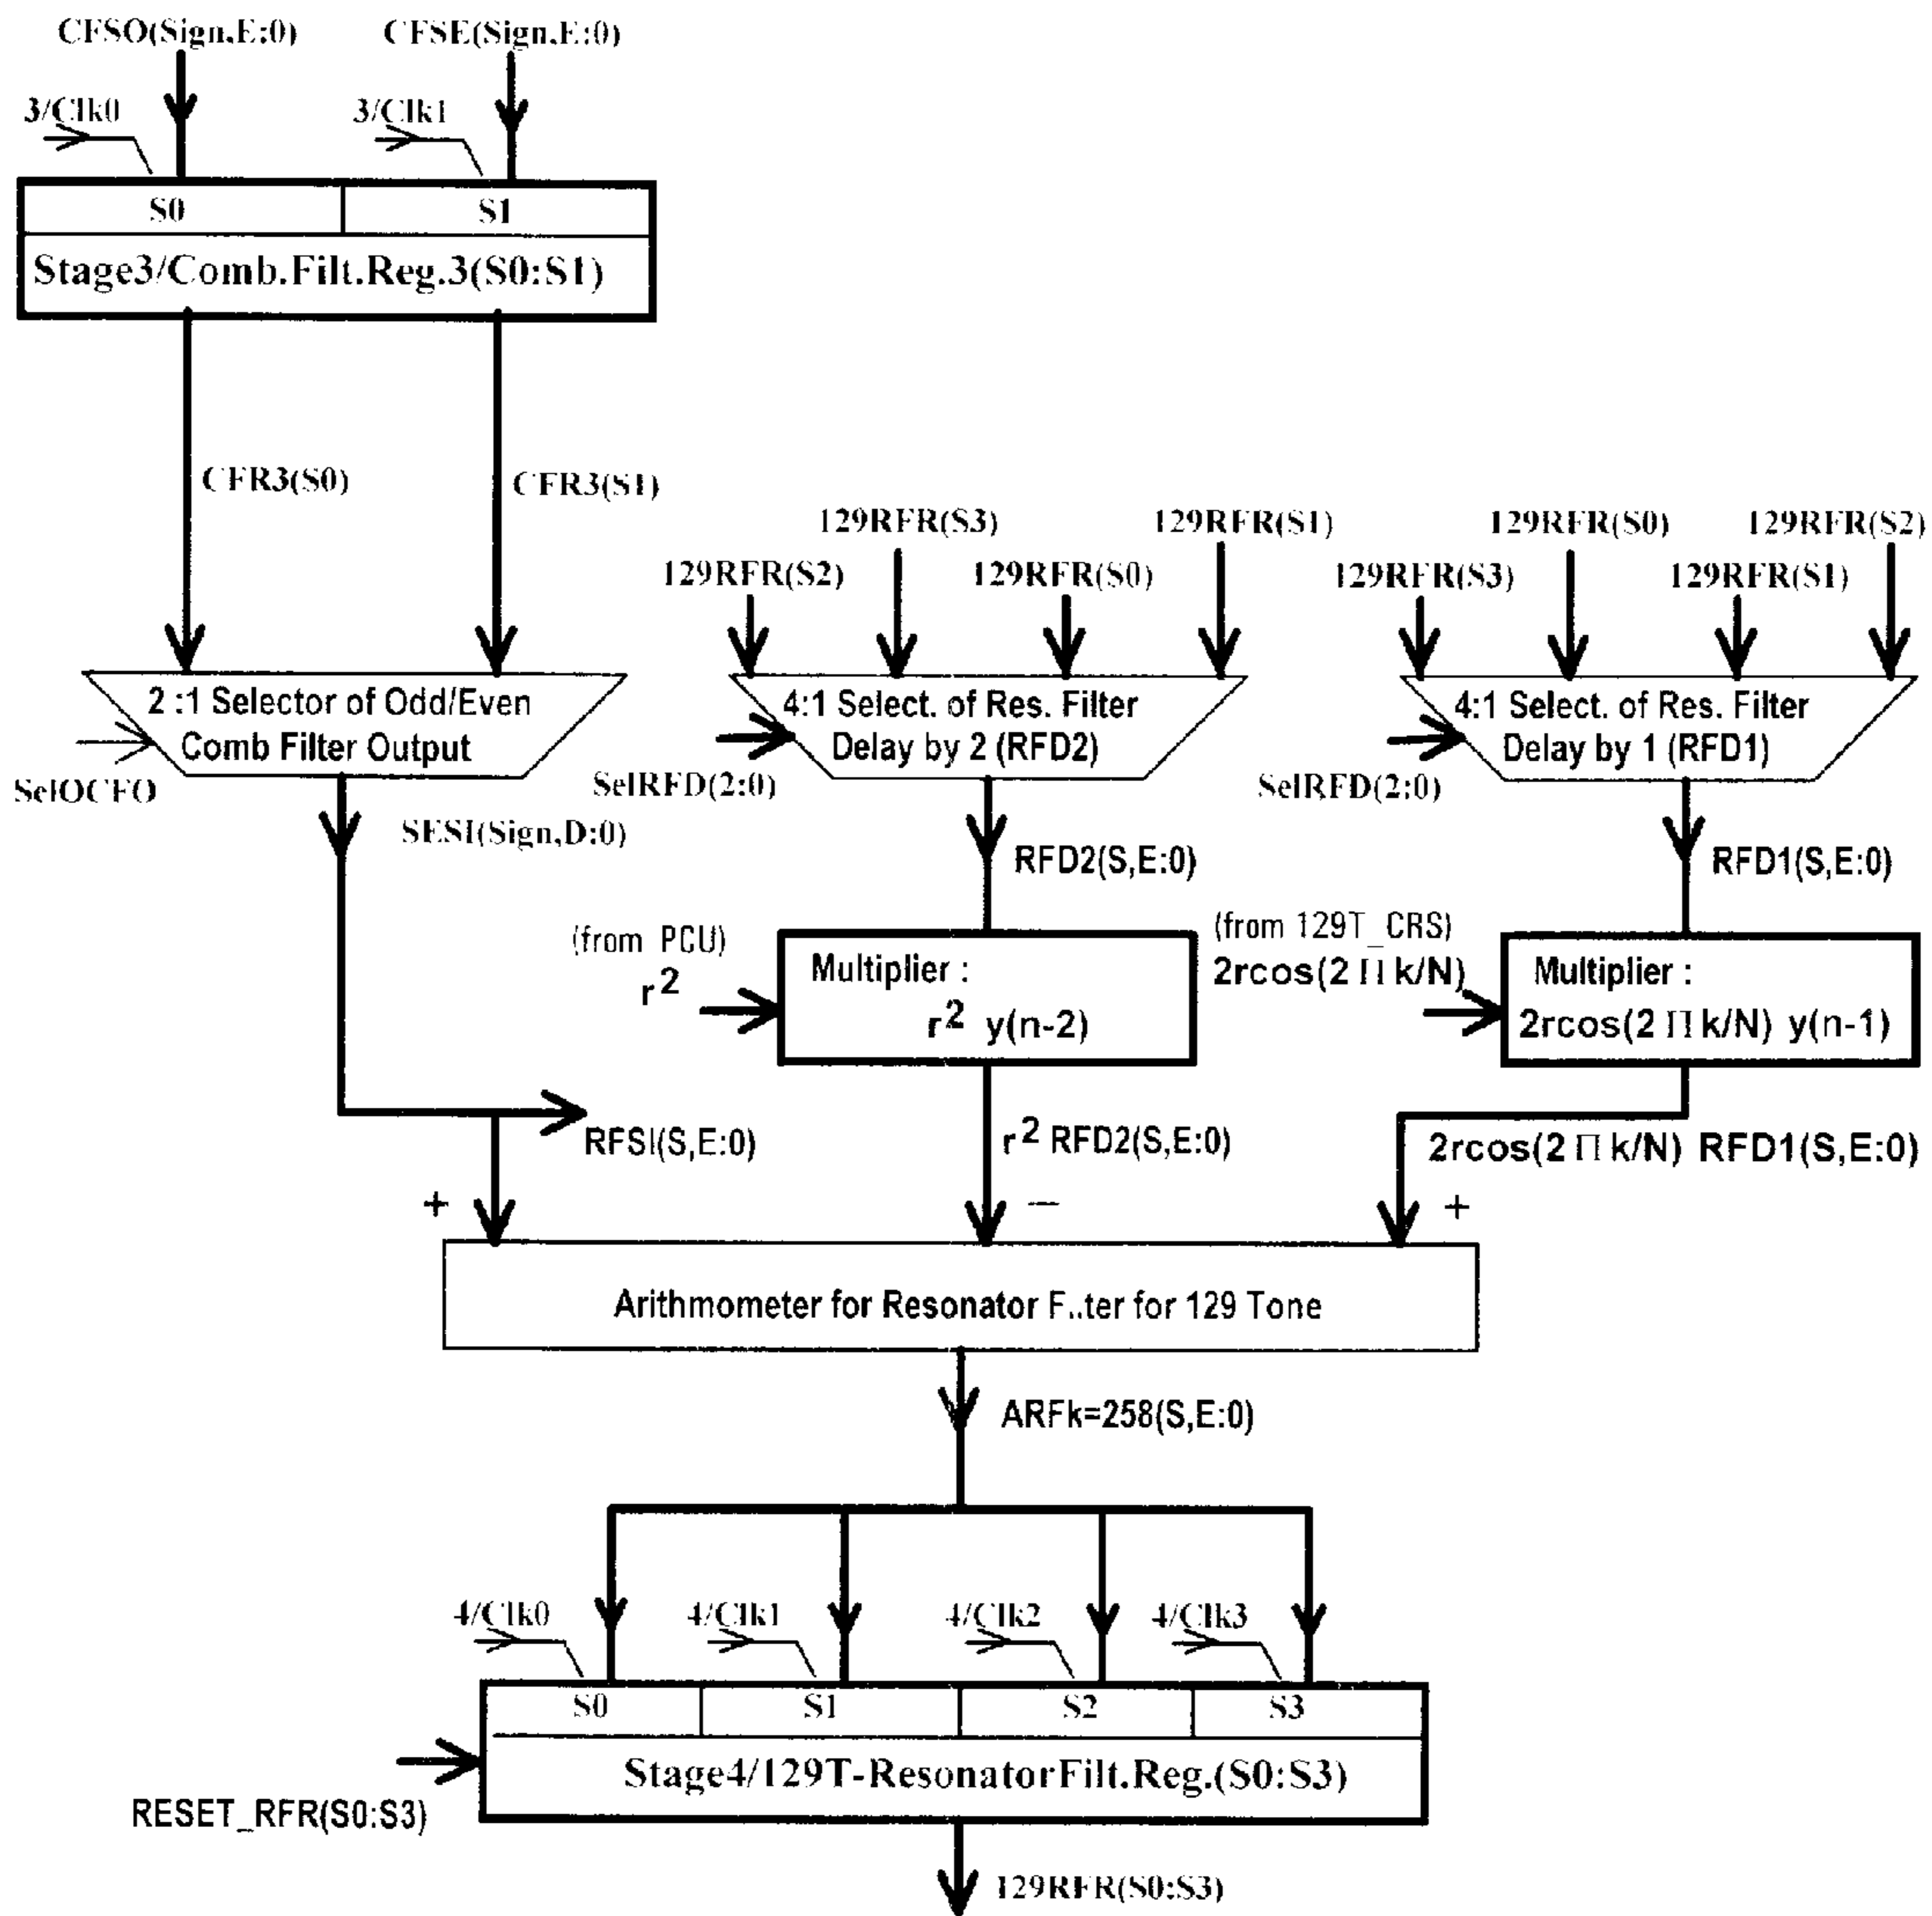 CFSO(Sign,E:0)
CFSE(Sign,E:0)
3/Clk0
3/Clk1
S0
S1
Stage3/Comb.Filt.Reg.3(S0:S1)
CFR3(S0)
CFR3(S1)
129RFR(S3)
129RFR(S1)
129RFR(S0)
129RFR(S2)
129RFR(S2)
129RFR(S0)
129RFR(S3)
129RFR(S1)
2 :1 Selector of Odd/Even
Comb Filter Output
4:1 Select. of Res. Filter
Delay by 2 (RFD2)
4:1 Select. of Res. Filter
Delay by 1 (RFD1)
SelOCFO
SelRFD(2:0)
SelRFD(2:0)
SESI(Sign,D:0)
RFD2(S,E:0)
RFD1(S,E:0)
(from PCU)
r²
Multiplier :
r² y(n-2)
(from 129T_CRS)
2rcos(2 Π k/N)
Multiplier :
2rcos(2 Π k/N) y(n-1)
RFSI(S,E:0)
r² RFD2(S,E:0)
2rcos(2 Π k/N) RFD1(S,E:0)
+
—
+
Arithmometer for Resonator F..ter for 129 Tone
ARFk=258(S,E:0)
4/Clk0
4/Clk1
4/Clk2
4/Clk3
S0
S1
S2
S3
Stage4/129T-ResonatorFilt.Reg.(S0:S3)
RESET_RFR(S0:S3)
129RFR(S0:S3)